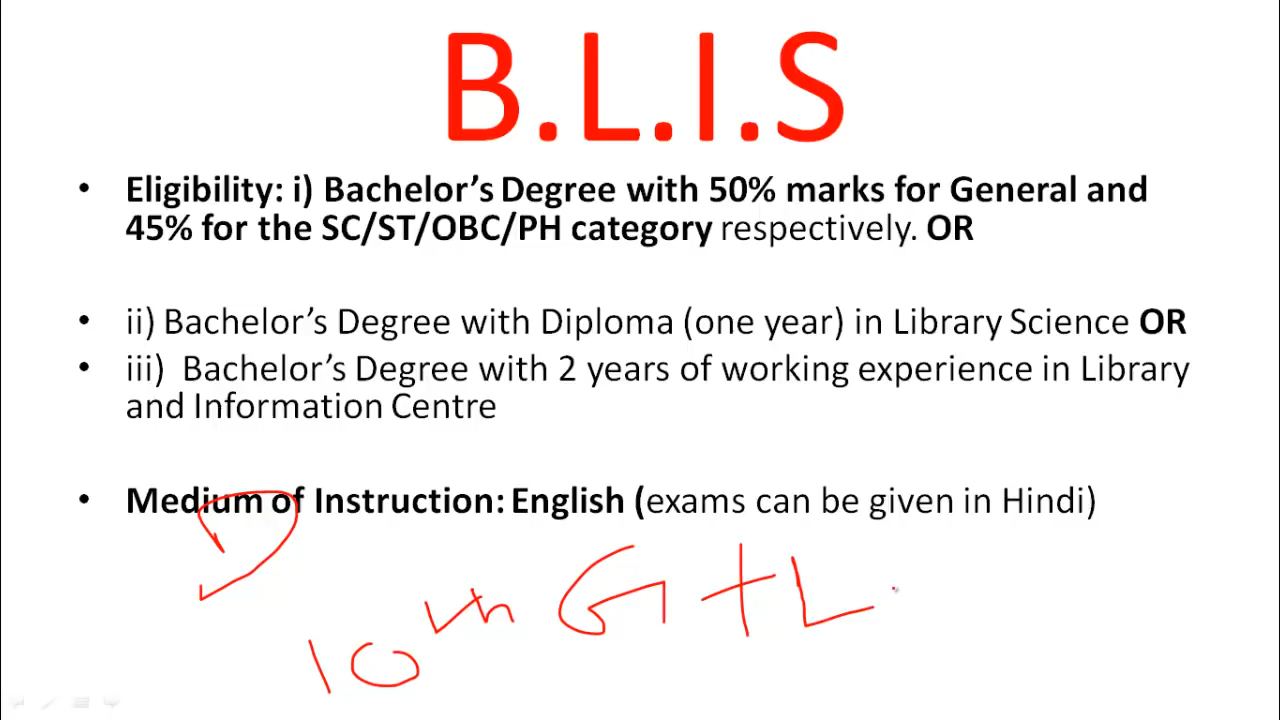 B.L.I.S
• Eligibility: i) Bachelor's Degree with 50% marks for General and
45% for the SC/ST/OBC/PH category respectively. OR
• ii) Bachelor's Degree with Diploma (one year) in Library Science OR
• iii) Bachelor's Degree with 2 years of working experience in Library
and Information Centre
• Medium of Instruction: English (exams can be given in Hindi)
D
10th G + L